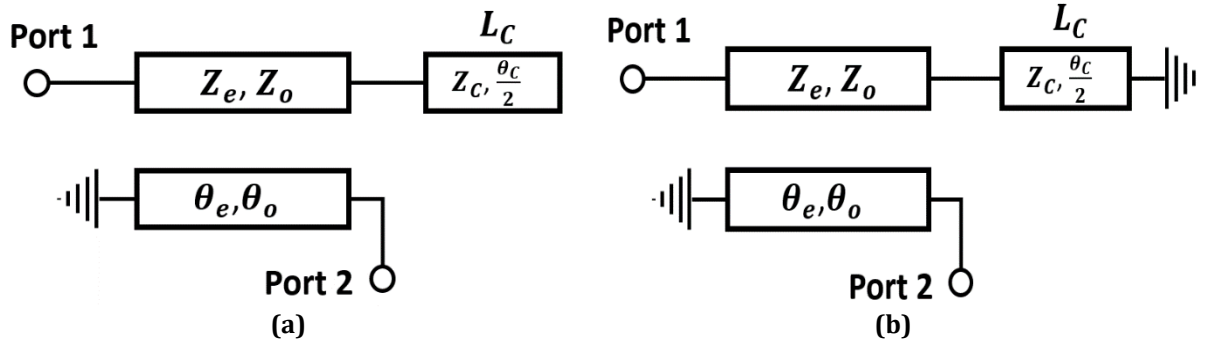 Port 1
L_C
Z_e, Z_o
Z_C, θ_C/2
θ_e,θ_o
Port 2
(a)
Port 1
L_C
Z_e, Z_o
Z_C, θ_C/2
θ_e,θ_o
Port 2
(b)